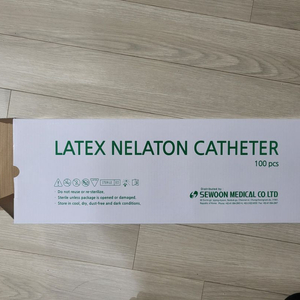 LATEX NELATON CATHETER
100 pcs
Do not reuse or re-sterilize.
Sterile unless package is opened or damaged.
Store in cool, dry, dust-free and dark conditions.
SEWOON MEDICAL CO LTD